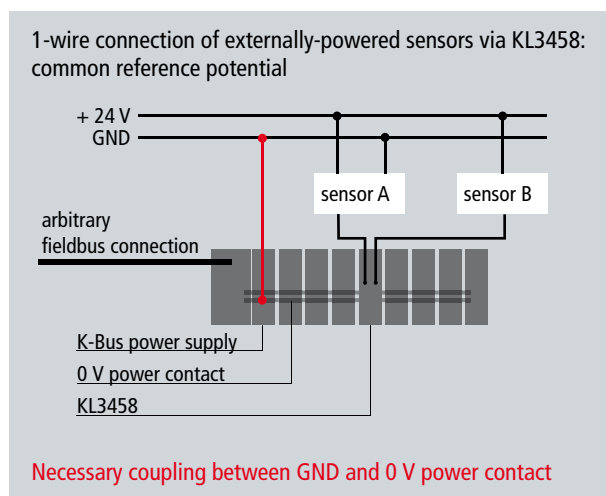 1-wire connection of externally-powered sensors via KL3458:
common reference potential
+ 24 V
GND
sensor A
sensor B
arbitrary
fieldbus connection
K-Bus power supply
0 V power contact
KL3458
Necessary coupling between GND and 0 V power contact